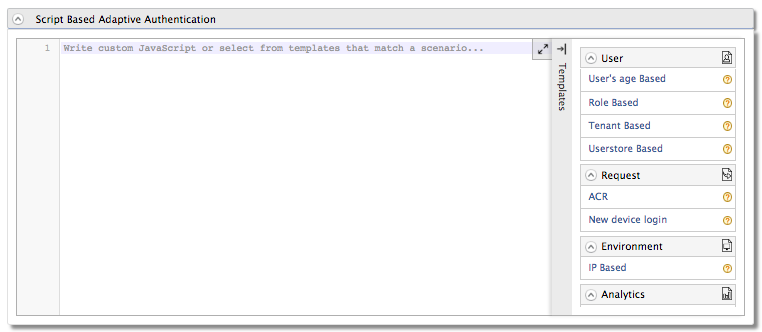 Script Based Adaptive Authentication
1 Write custom JavaScript or select from templates that match a scenario...
Templates
User
User's age Based
Role Based
Tenant Based
Userstore Based
Request
ACR
New device login
Environment
IP Based
Analytics